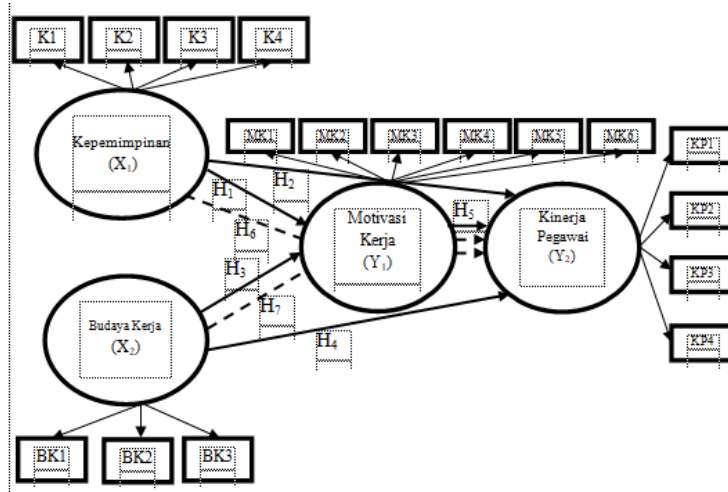 K1
K2
K3
K4
MK1
MK2
MK3
MK4
MK5
MK6
KP1
KP2
KP3
KP4
Kepemimpinan
(X₁)
H₁
H₂
H₆
H₃
H₇
H₄
Motivasi
Kerja
(Y₁)
H₅
Kinerja
Pegawai
(Y₂)
Budaya Kerja
(X₂)
BK1
BK2
BK3